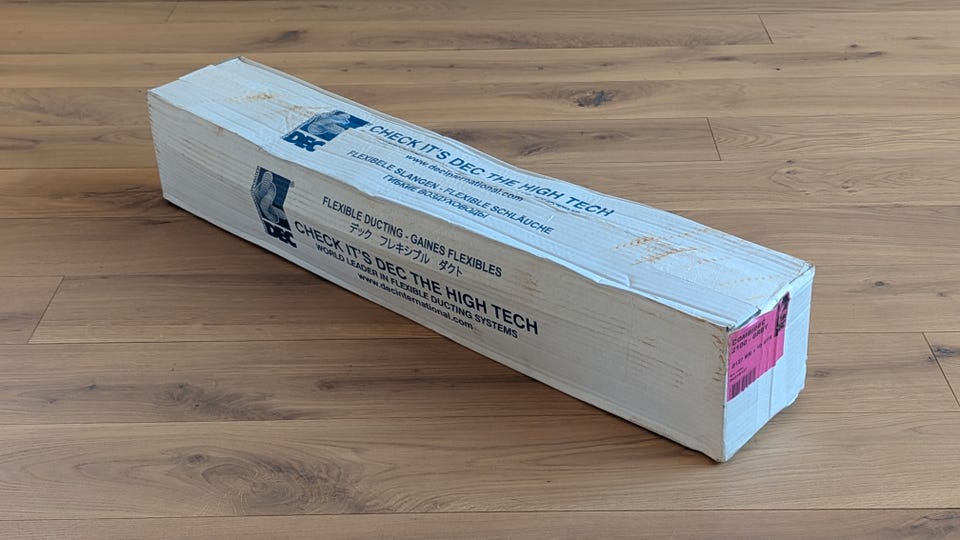 DEC
CHECK IT'S DEC THE HIGH TECH
www.decinternational.com
FLEXIBELE SLANGEN - FLEXIBLE SCHLÄUCHE
ГИБКИЕ ВОЗДУХОВОДЫ
DEC
FLEXIBLE DUCTING - GAINES FLEXIBLES
デック フレキシブル ダクト
CHECK IT'S DEC THE HIGH TECH
WORLD LEADER IN FLEXIBLE DUCTING SYSTEMS
www.decinternational.com